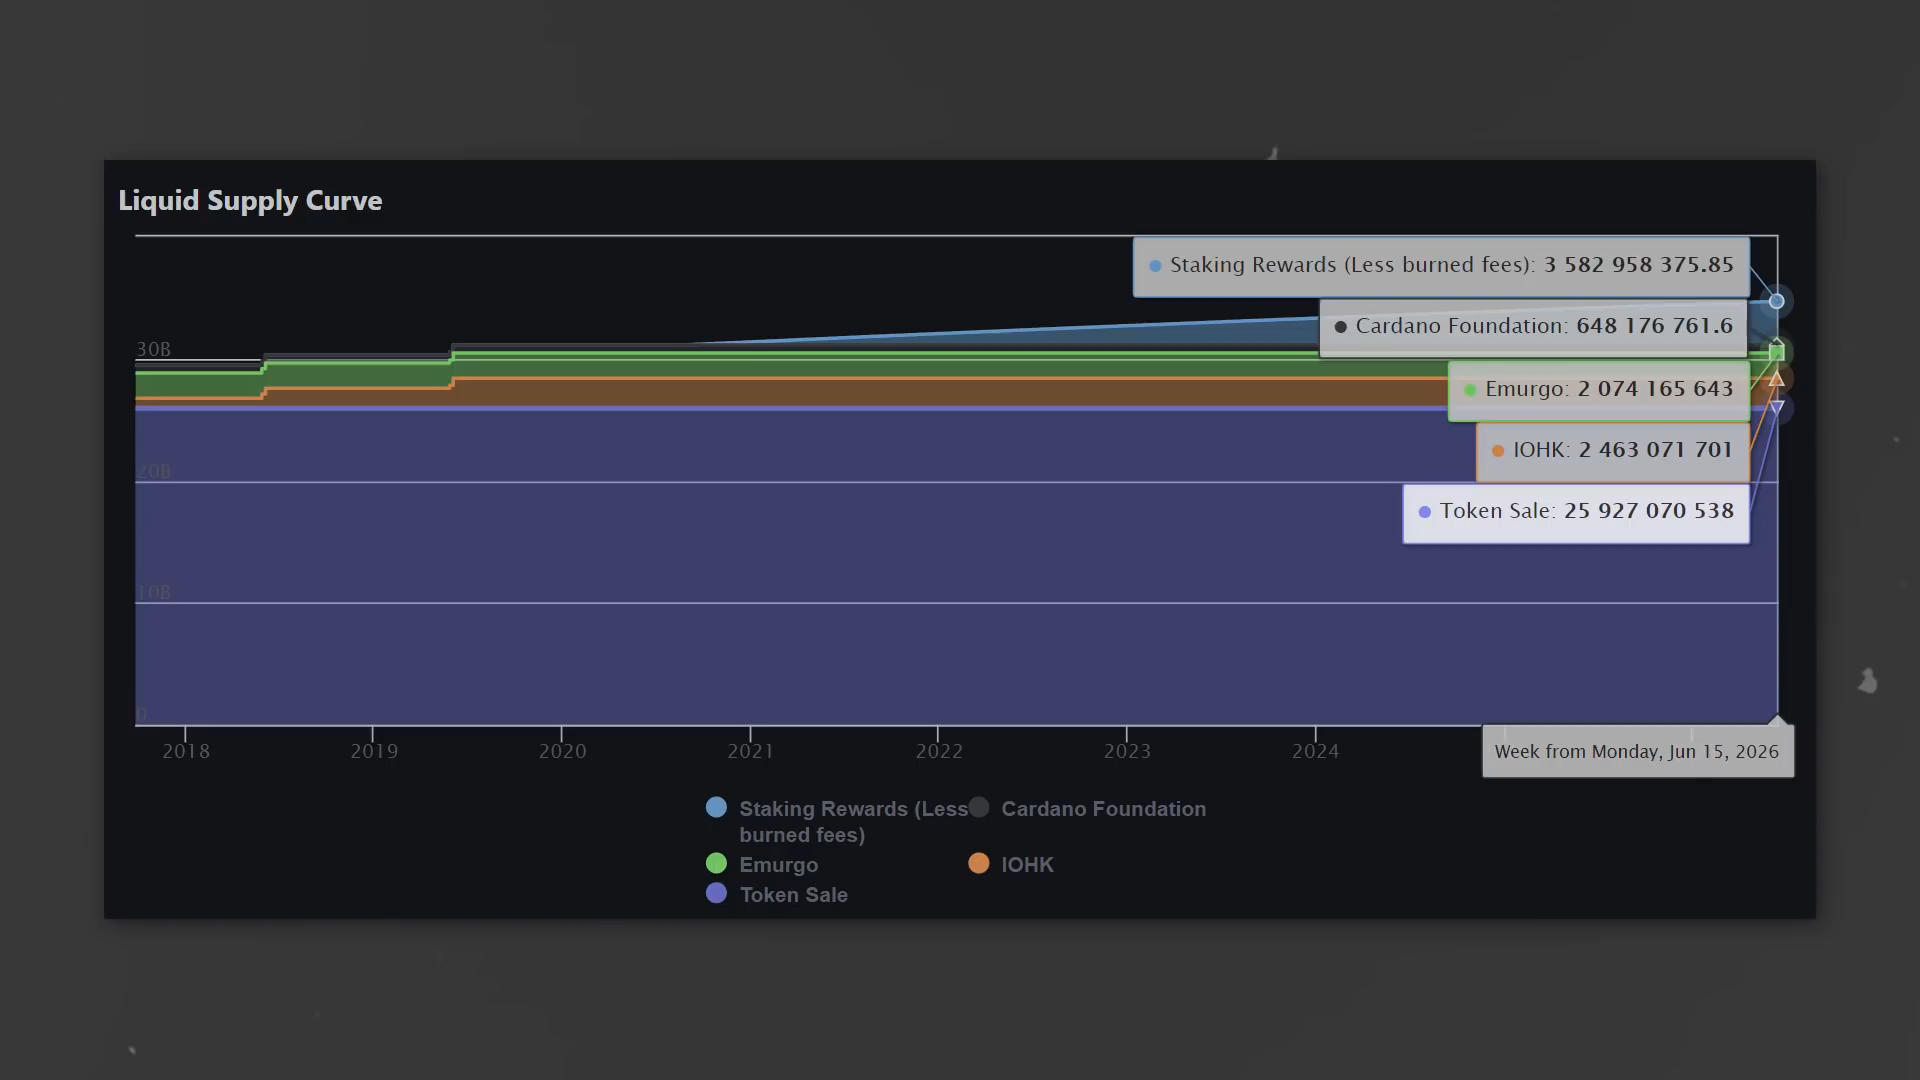 Liquid Supply Curve
Staking Rewards (Less burned fees): 3 582 958 375.85
Cardano Foundation: 648 176 761.6
30B
Emurgo: 2 074 165 643
IOHK: 2 463 071 701
20B
Token Sale: 25 927 070 538
10B
0
2018 2019 2020 2021 2022 2023 2024
Week from Monday, Jun 15, 2026
Staking Rewards (Less burned fees)
Cardano Foundation
Emurgo
IOHK
Token Sale